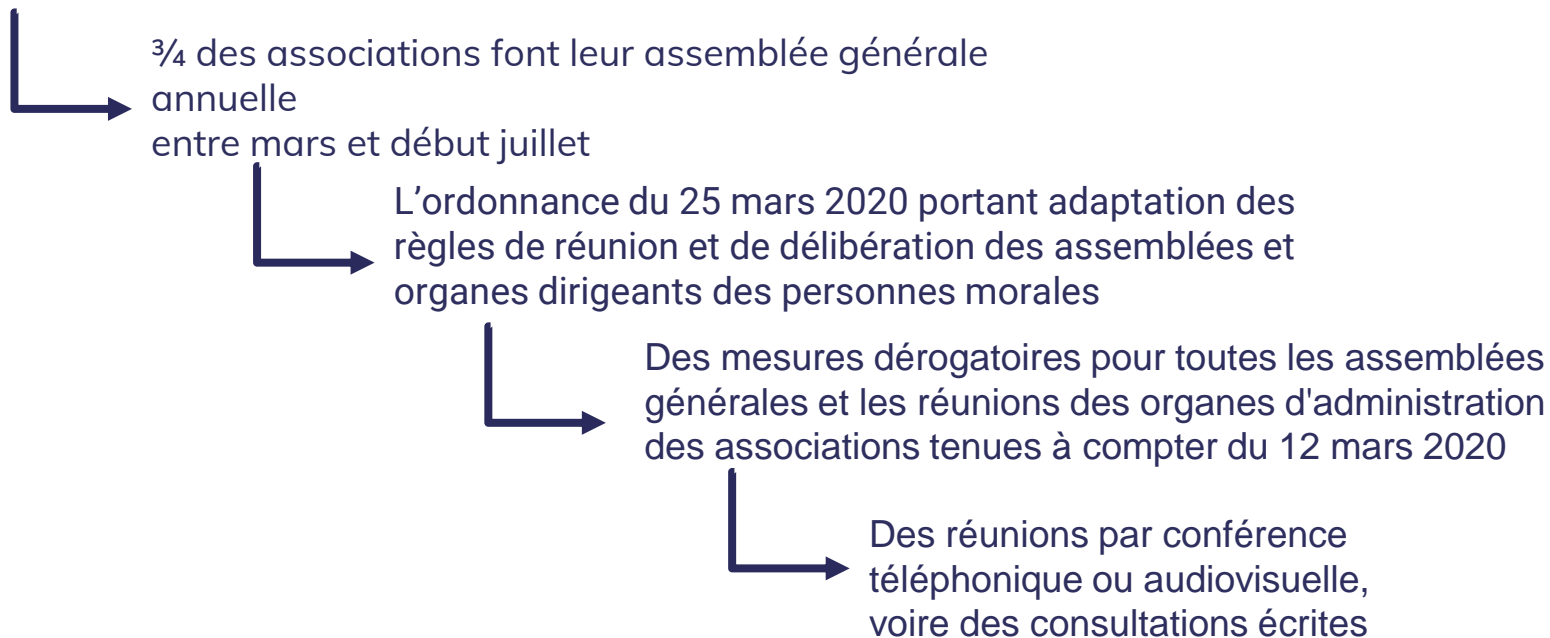 ¾ des associations font leur assemblée générale
annuelle
entre mars et début juillet
L’ordonnance du 25 mars 2020 portant adaptation des
règles de réunion et de délibération des assemblées et
organes dirigeants des personnes morales
Des mesures dérogatoires pour toutes les assemblées
générales et les réunions des organes d'administration
des associations tenues à compter du 12 mars 2020
Des réunions par conférence
téléphonique ou audiovisuelle,
voire des consultations écrites